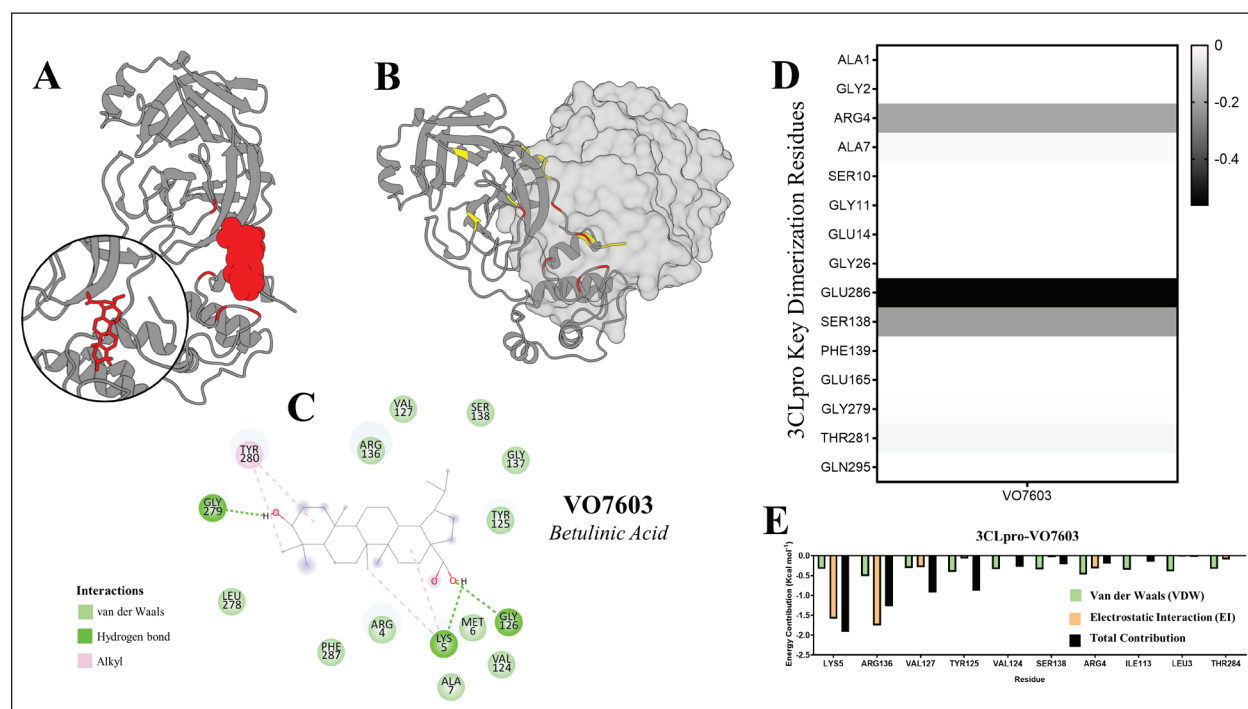 A
B
C
TYR
280
ARG
136
VAL
127
SER
138
GLY
137
GLY
279
H
O
TYR
125
O
O
H
LEU
278
PHE
287
ARG
4
LYS
5
MET
6
GLY
126
VAL
124
ALA
7
VO7603
Betulinic Acid
Interactions
van der Waals
Hydrogen bond
Alkyl
D
3CLpro Key Dimerization Residues
ALA1
GLY2
ARG4
ALA7
SER10
GLY11
GLU14
GLY26
GLU286
SER138
PHE139
GLU165
GLY279
THR281
GLN295
VO7603
0
-0.2
-0.4
E
3CLpro-VO7603
Energy Contribution (Kcal mol⁻¹)
0.0
-0.5
-1.0
-1.5
-2.0
-2.5
Van der Waals (VDW)
Electrostatic Interaction (EI)
Total Contribution
LYS5 ARG136 VAL127 TYR125 VAL124 SER138 ARG4 ILE113 LEU3 THR284
Residue